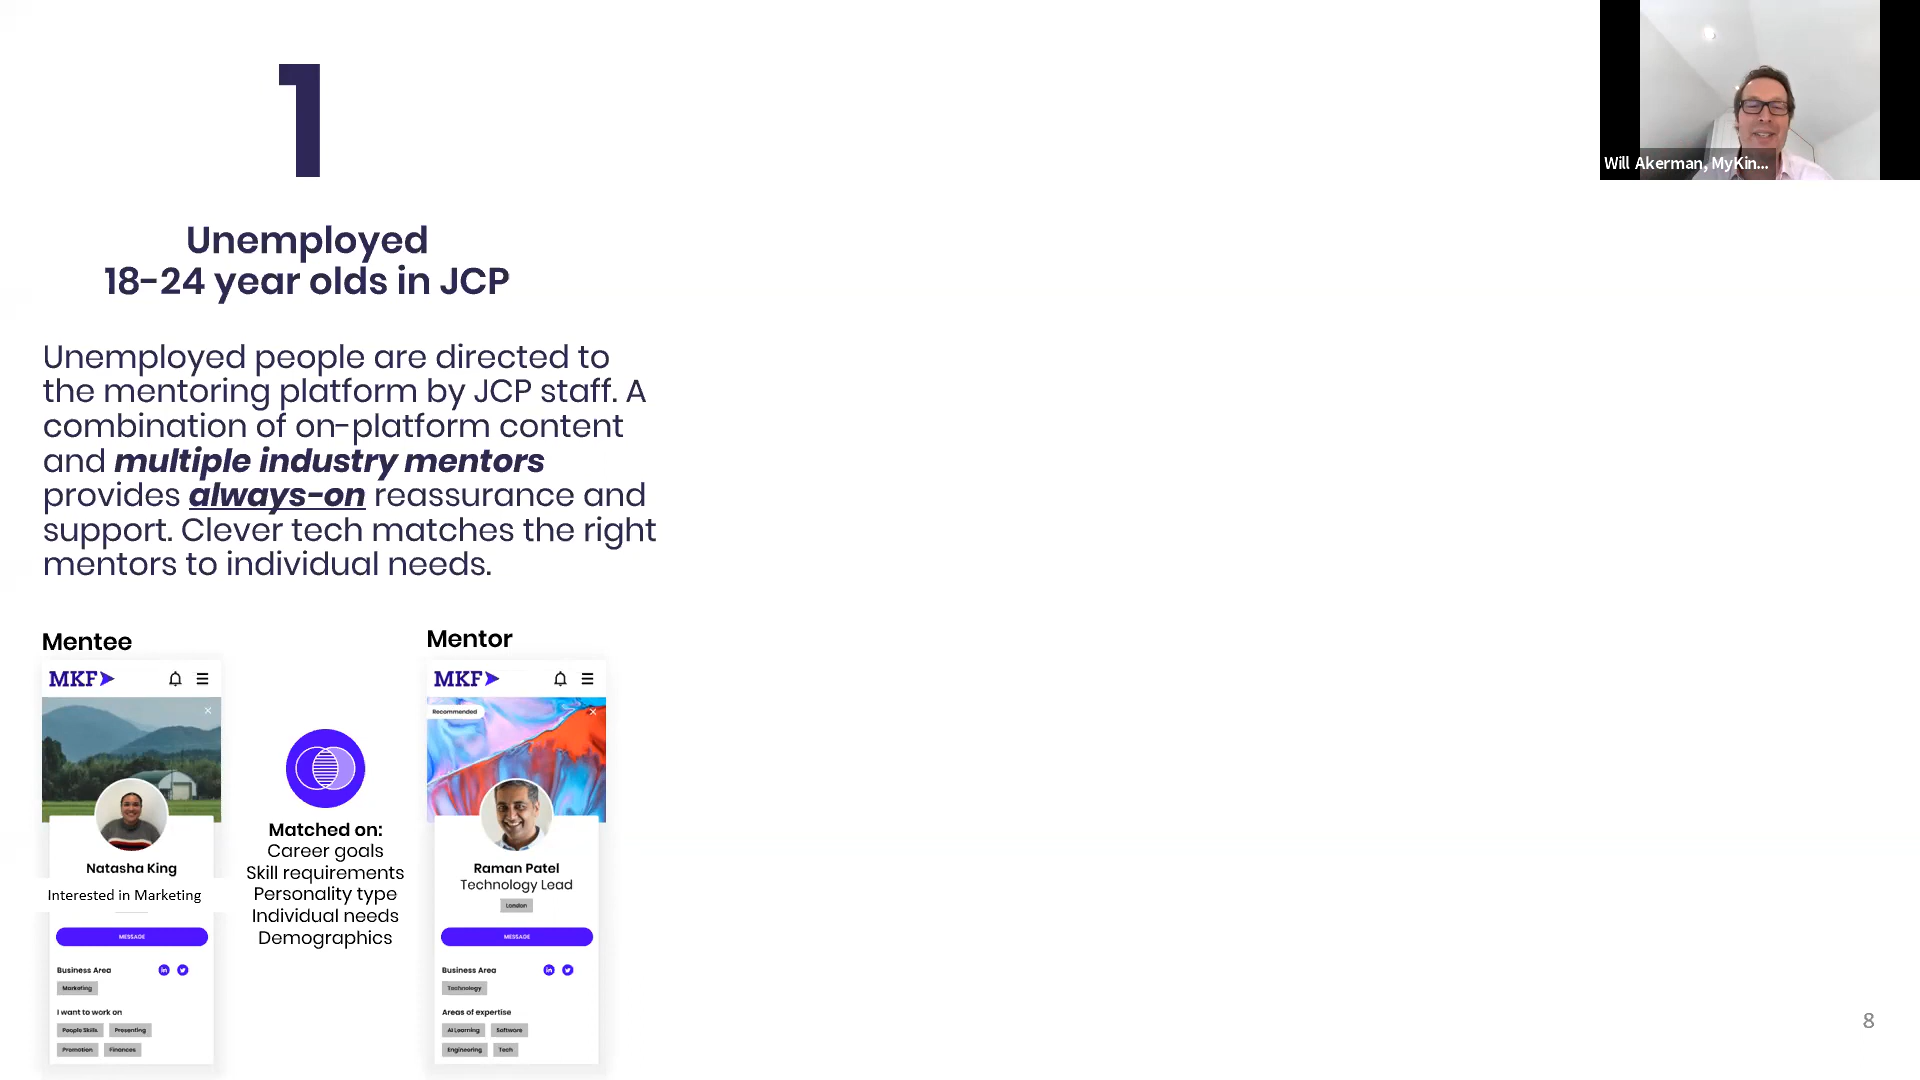 1
Will Akerman, MyKin...
Unemployed
18-24 year olds in JCP
Unemployed people are directed to
the mentoring platform by JCP staff. A
combination of on-platform content
and multiple industry mentors
provides always-on reassurance and
support. Clever tech matches the right
mentors to individual needs.
Mentee
MKF
Natasha King
Interested in Marketing
MESSAGE
Business Area
Marketing
I want to work on
People Skills
Presenting
Promotion
Finances
Matched on:
Career goals
Skill requirements
Personality type
Individual needs
Demographics
Mentor
MKF
Recommended
Raman Patel
Technology Lead
London
MESSAGE
Business Area
Technology
Areas of expertise
AI Learning
Software
Engineering
Tech
8